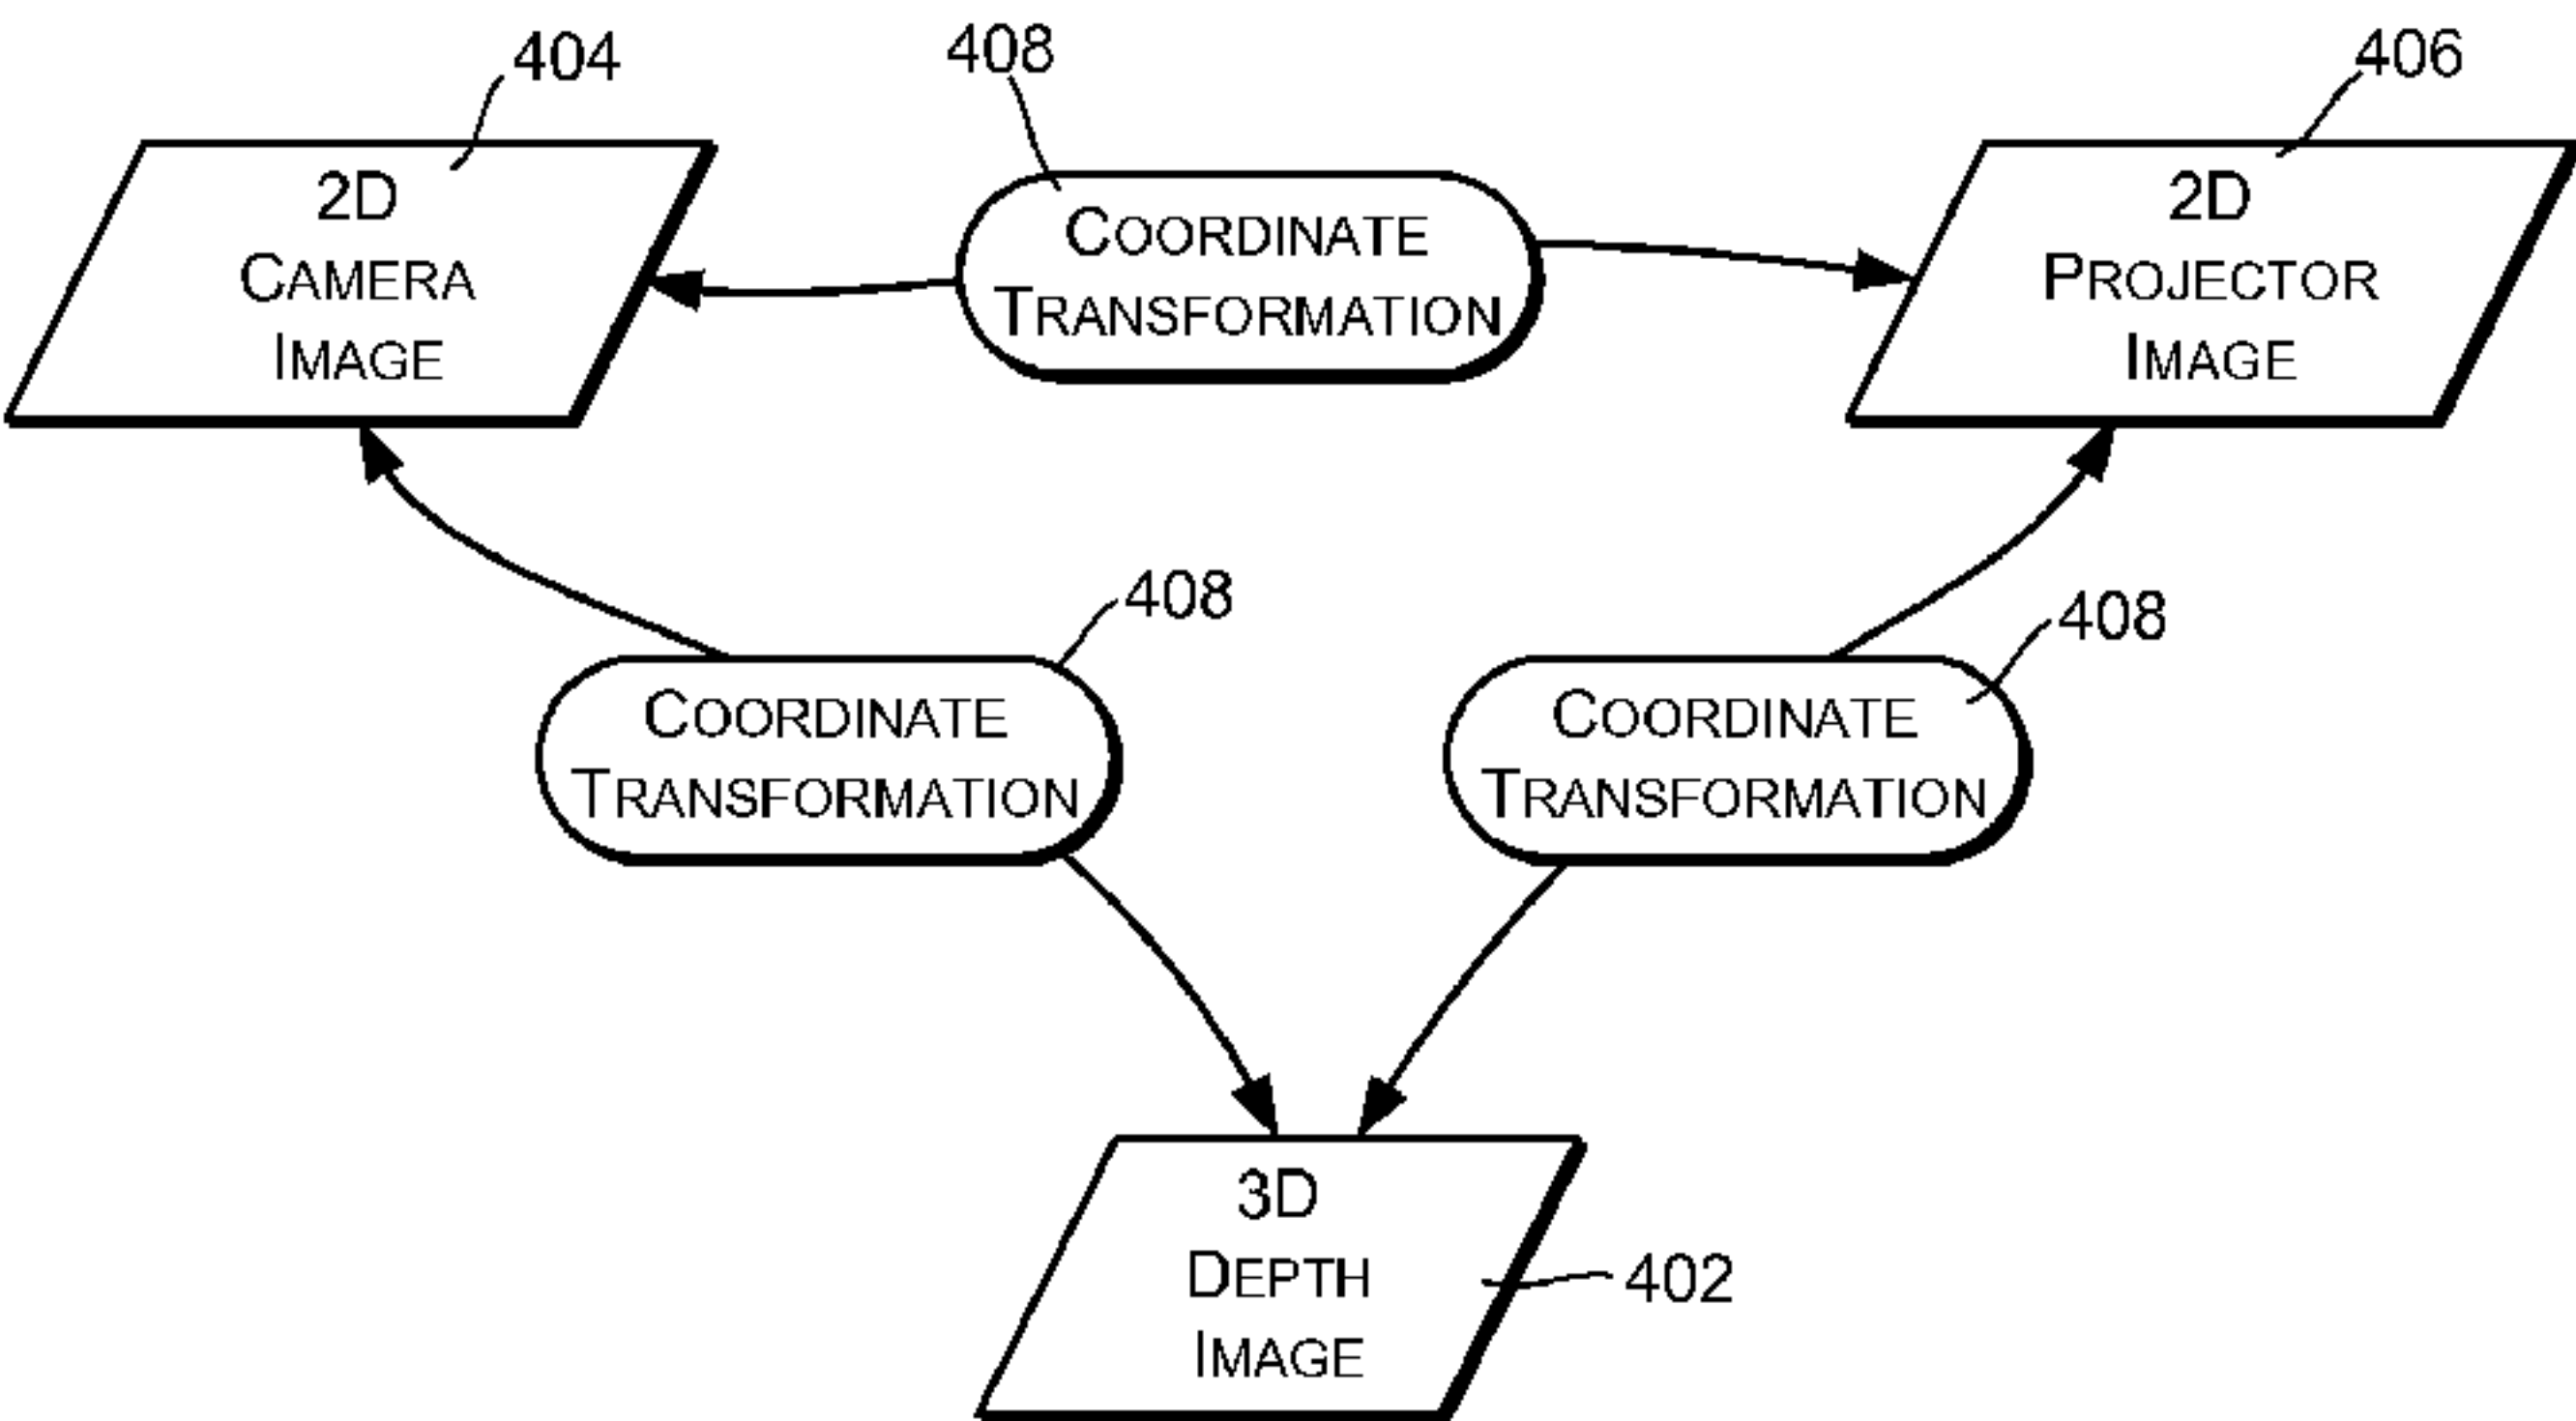 404
408
406
2D
CAMERA
IMAGE
COORDINATE
TRANSFORMATION
2D
PROJECTOR
IMAGE
408
408
COORDINATE
TRANSFORMATION
COORDINATE
TRANSFORMATION
3D
DEPTH
IMAGE
402